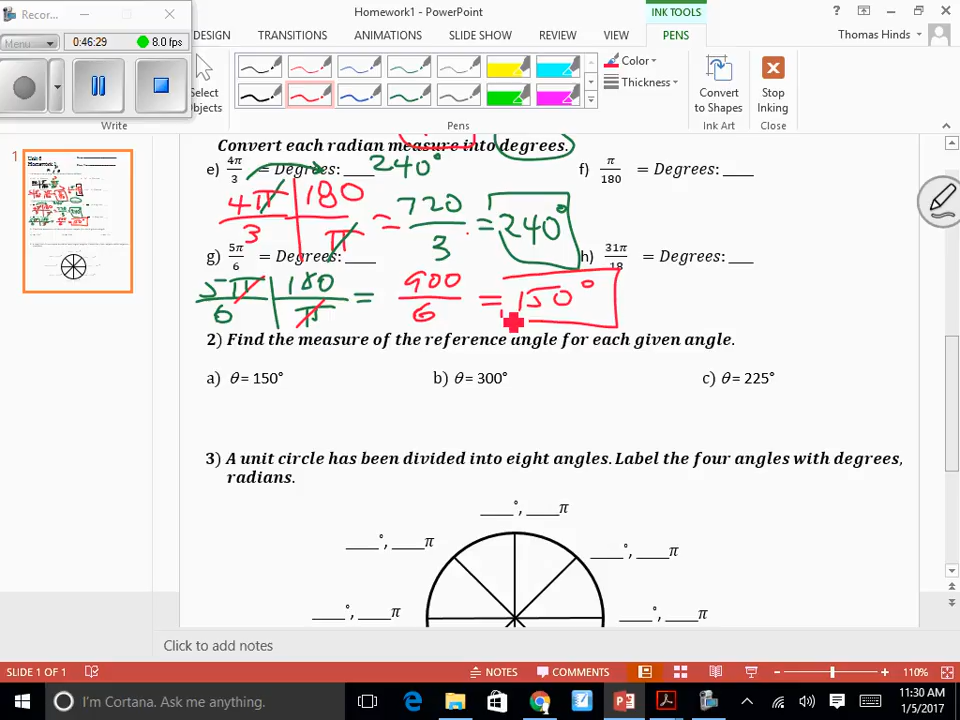 Recor...
Homework1 - PowerPoint
INK TOOLS
?
Menu
0:46:29
8.0 fps
DESIGN
TRANSITIONS
ANIMATIONS
SLIDE SHOW
REVIEW
VIEW
PENS
Thomas Hinds
Select
Objects
Color
Thickness
Convert
to Shapes
Stop
Inking
Write
Pens
Ink Art
Close
1
Convert each radian measure into degrees.
e) 4π/3 = Degrees: ____ 240°
f) π/180 = Degrees: ____
4π/3 | 180/π = 720/3 = 240°
g) 5π/6 = Degrees: ____
h) 31π/18 = Degrees: ____
5π/6 | 180/π = 900/6 = 150°
2) Find the measure of the reference angle for each given angle.
a) θ = 150°
b) θ = 300°
c) θ = 225°
3) A unit circle has been divided into eight angles. Label the four angles with degrees,
radians.
____°, ____π
____°, ____π
____°, ____π
____°, ____π
____°, ____π
Click to add notes
SLIDE 1 OF 1
NOTES
COMMENTS
110%
I'm Cortana. Ask me anything.
11:30 AM
1/5/2017